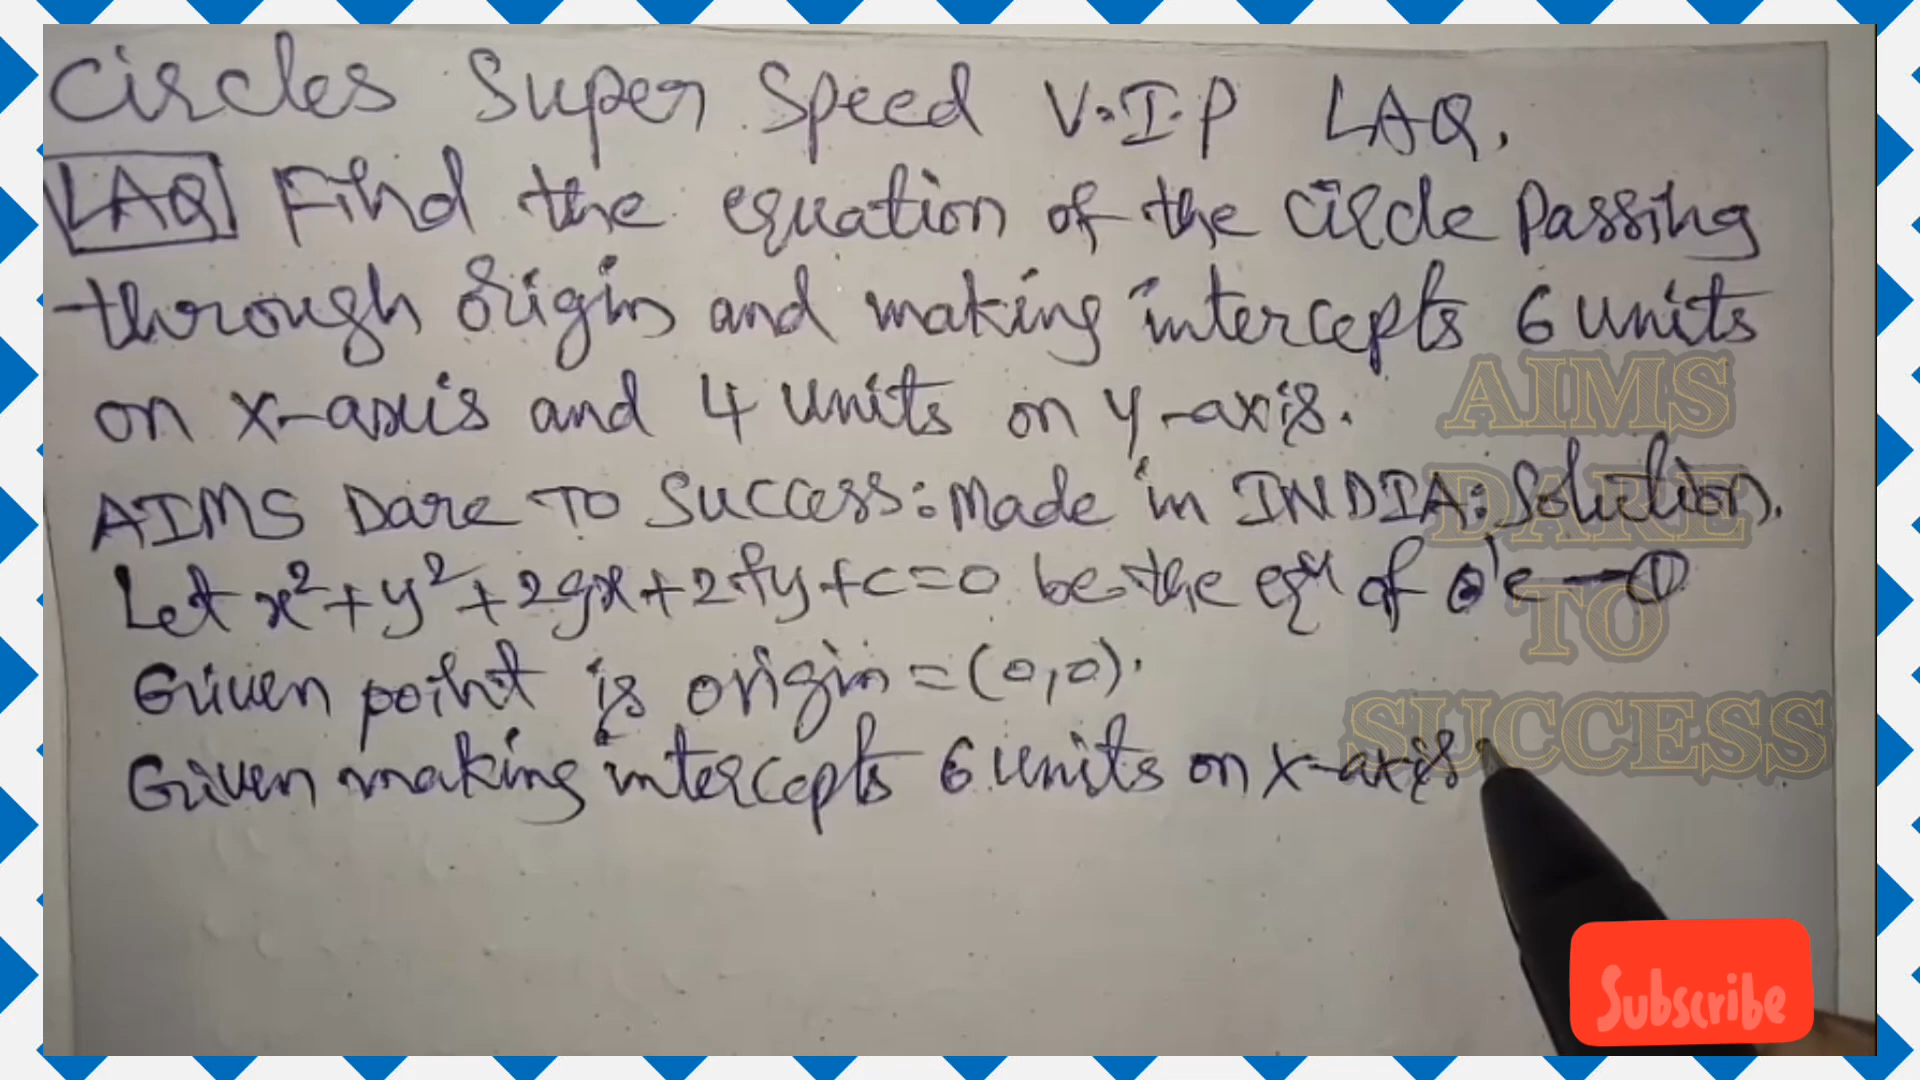 Circles Super Speed V.I.P LAQ.
LAQ Find the equation of the circle passing
through origin and making intercepts 6 units
on x-axis and 4 units on y-axis.
AIMS Dare TO Success: Made in INDIA: Solution.
Let x²+y²+2gx+2fy+c=0 be the eqn of ⊙'e —①
Given point is origin = (0,0).
Given making intercepts 6 units on x-axis
AIMS
DARE
TO
SUCCESS
Subscribe